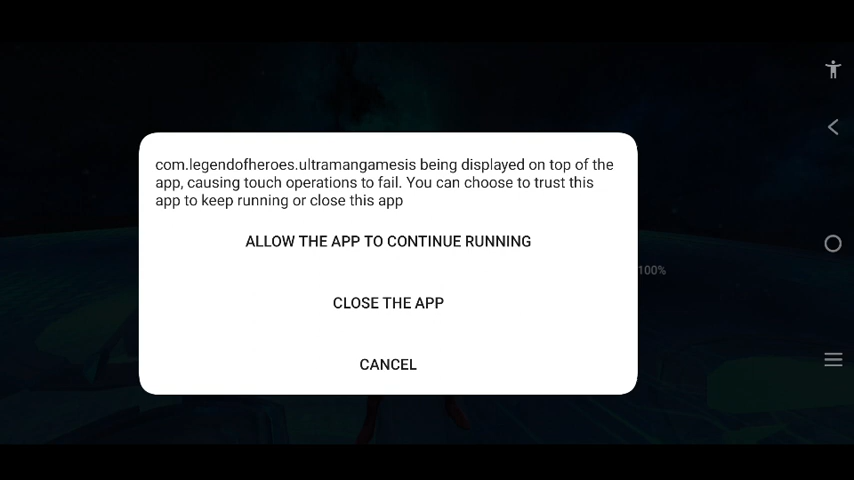 com.legendofheroes.ultramangamesis being displayed on top of the
app, causing touch operations to fail. You can choose to trust this
app to keep running or close this app
ALLOW THE APP TO CONTINUE RUNNING
100%
CLOSE THE APP
CANCEL